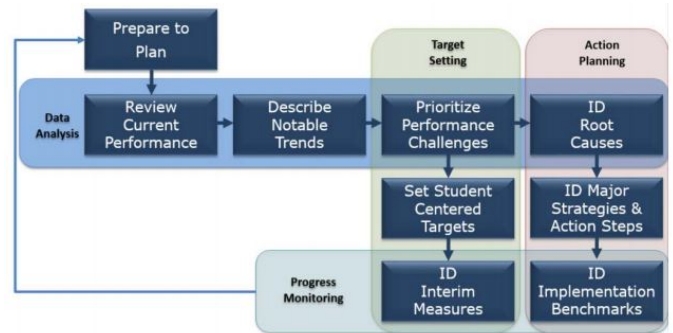 Prepare to
Plan
Target
Setting
Action
Planning
Data
Analysis
Review
Current
Performance
Describe
Notable
Trends
Prioritize
Performance
Challenges
ID
Root
Causes
Set Student
Centered
Targets
ID Major
Strategies &
Action Steps
Progress
Monitoring
ID
Interim
Measures
ID
Implementation
Benchmarks